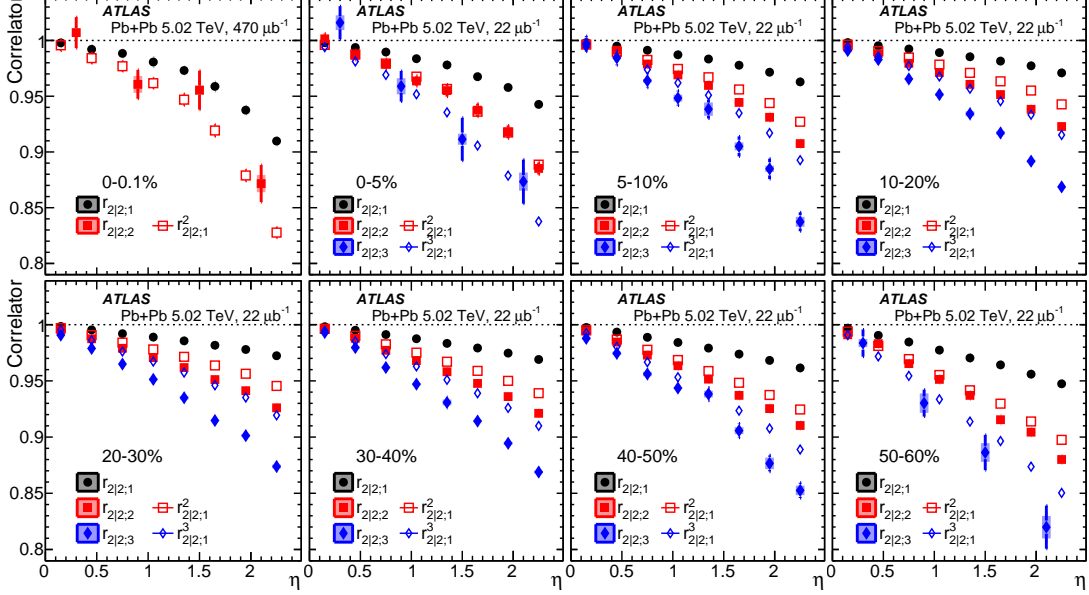 Correlator
ATLAS
Pb+Pb 5.02 TeV, 470 μb⁻¹
1
0.95
0.9
0.85
0.8
0-0.1%
r2|2;1
r2|2;2 r²2|2;1
ATLAS
Pb+Pb 5.02 TeV, 22 μb⁻¹
0-5%
r2|2;1
r2|2;2 r²2|2;1
r2|2;3 r³2|2;1
ATLAS
Pb+Pb 5.02 TeV, 22 μb⁻¹
5-10%
r2|2;1
r2|2;2 r²2|2;1
r2|2;3 r³2|2;1
ATLAS
Pb+Pb 5.02 TeV, 22 μb⁻¹
10-20%
r2|2;1
r2|2;2 r²2|2;1
r2|2;3 r³2|2;1
Correlator
ATLAS
Pb+Pb 5.02 TeV, 22 μb⁻¹
1
0.95
0.9
0.85
0.8
20-30%
r2|2;1
r2|2;2 r²2|2;1
r2|2;3 r³2|2;1
0 0.5 1 1.5 2 η
ATLAS
Pb+Pb 5.02 TeV, 22 μb⁻¹
30-40%
r2|2;1
r2|2;2 r²2|2;1
r2|2;3 r³2|2;1
0.5 1 1.5 2 η
ATLAS
Pb+Pb 5.02 TeV, 22 μb⁻¹
40-50%
r2|2;1
r2|2;2 r²2|2;1
r2|2;3 r³2|2;1
0.5 1 1.5 2 η
ATLAS
Pb+Pb 5.02 TeV, 22 μb⁻¹
50-60%
r2|2;1
r2|2;2 r²2|2;1
r2|2;3 r³2|2;1
0.5 1 1.5 2 η